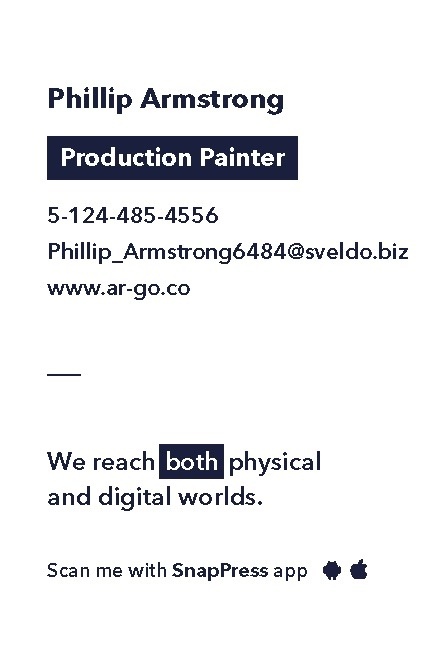 Phillip Armstrong
Production Painter
5-124-485-4556
Phillip_Armstrong6484@sveldo.biz
www.ar-go.co
We reach both physical
and digital worlds.
Scan me with SnapPress app